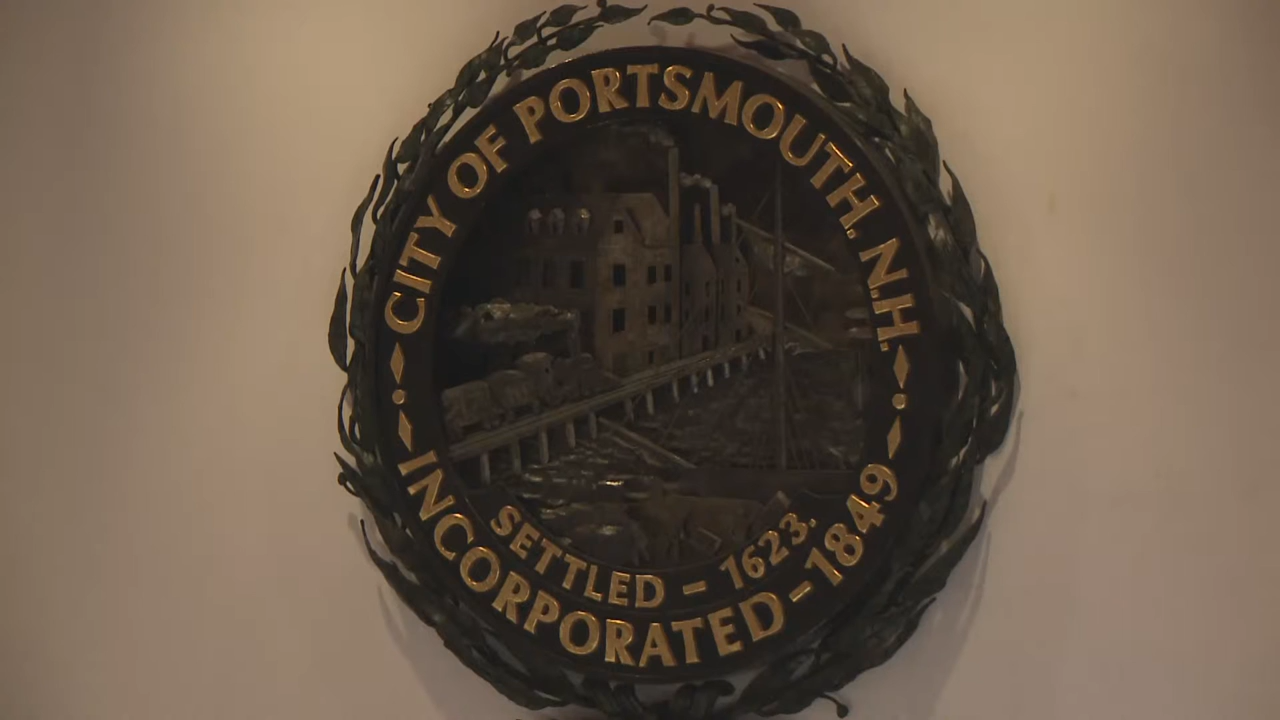 CITY OF PORTSMOUTH. N.H.
SETTLED - 1623.
INCORPORATED - 1849